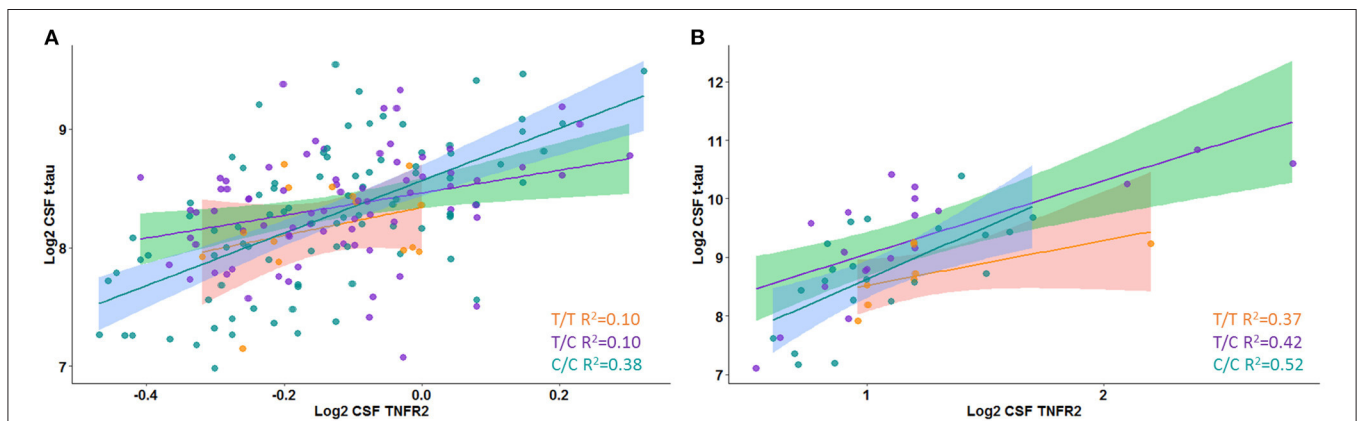 A
Log2 CSF t-tau
9
8
7
-0.4
-0.2
0.0
0.2
Log2 CSF TNFR2
T/T R²=0.10
T/C R²=0.10
C/C R²=0.38
B
Log2 CSF t-tau
12
11
10
9
8
7
1
2
Log2 CSF TNFR2
T/T R²=0.37
T/C R²=0.42
C/C R²=0.52